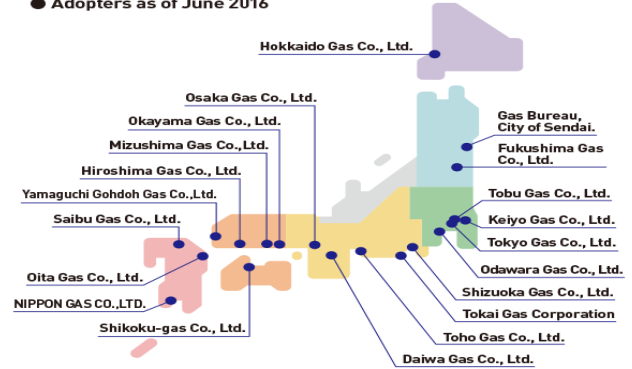 ● Adopters as of June 2016
Hokkaido Gas Co., Ltd.
Osaka Gas Co., Ltd.
Okayama Gas Co., Ltd.
Mizushima Gas Co.,Ltd.
Hiroshima Gas Co., Ltd.
Yamaguchi Gohdoh Gas Co.,Ltd.
Saibu Gas Co., Ltd.
Oita Gas Co., Ltd.
NIPPON GAS CO.,LTD.
Shikoku-gas Co., Ltd.
Gas Bureau,
City of Sendai.
Fukushima Gas
Co., Ltd.
Tobu Gas Co., Ltd.
Keiyo Gas Co., Ltd.
Tokyo Gas Co., Ltd.
Odawara Gas Co., Ltd.
Shizuoka Gas Co., Ltd.
Tokai Gas Corporation
Toho Gas Co., Ltd.
Daiwa Gas Co., Ltd.